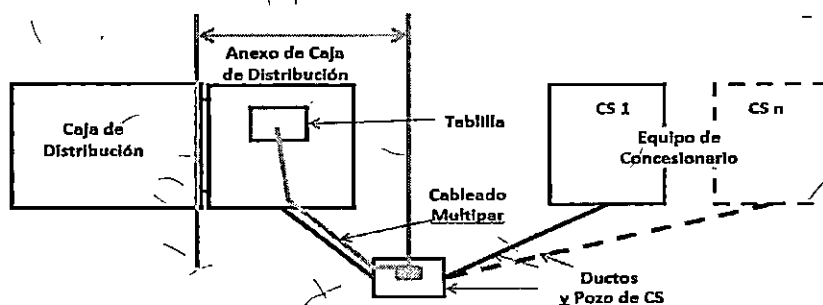 Anexo de Caja
de Distribución
Caja de
Distribución
Tablilla
CS 1
CS n
Equipo de
Concesionario
Cableado
Multipar
Ductos
y Pozo de CS